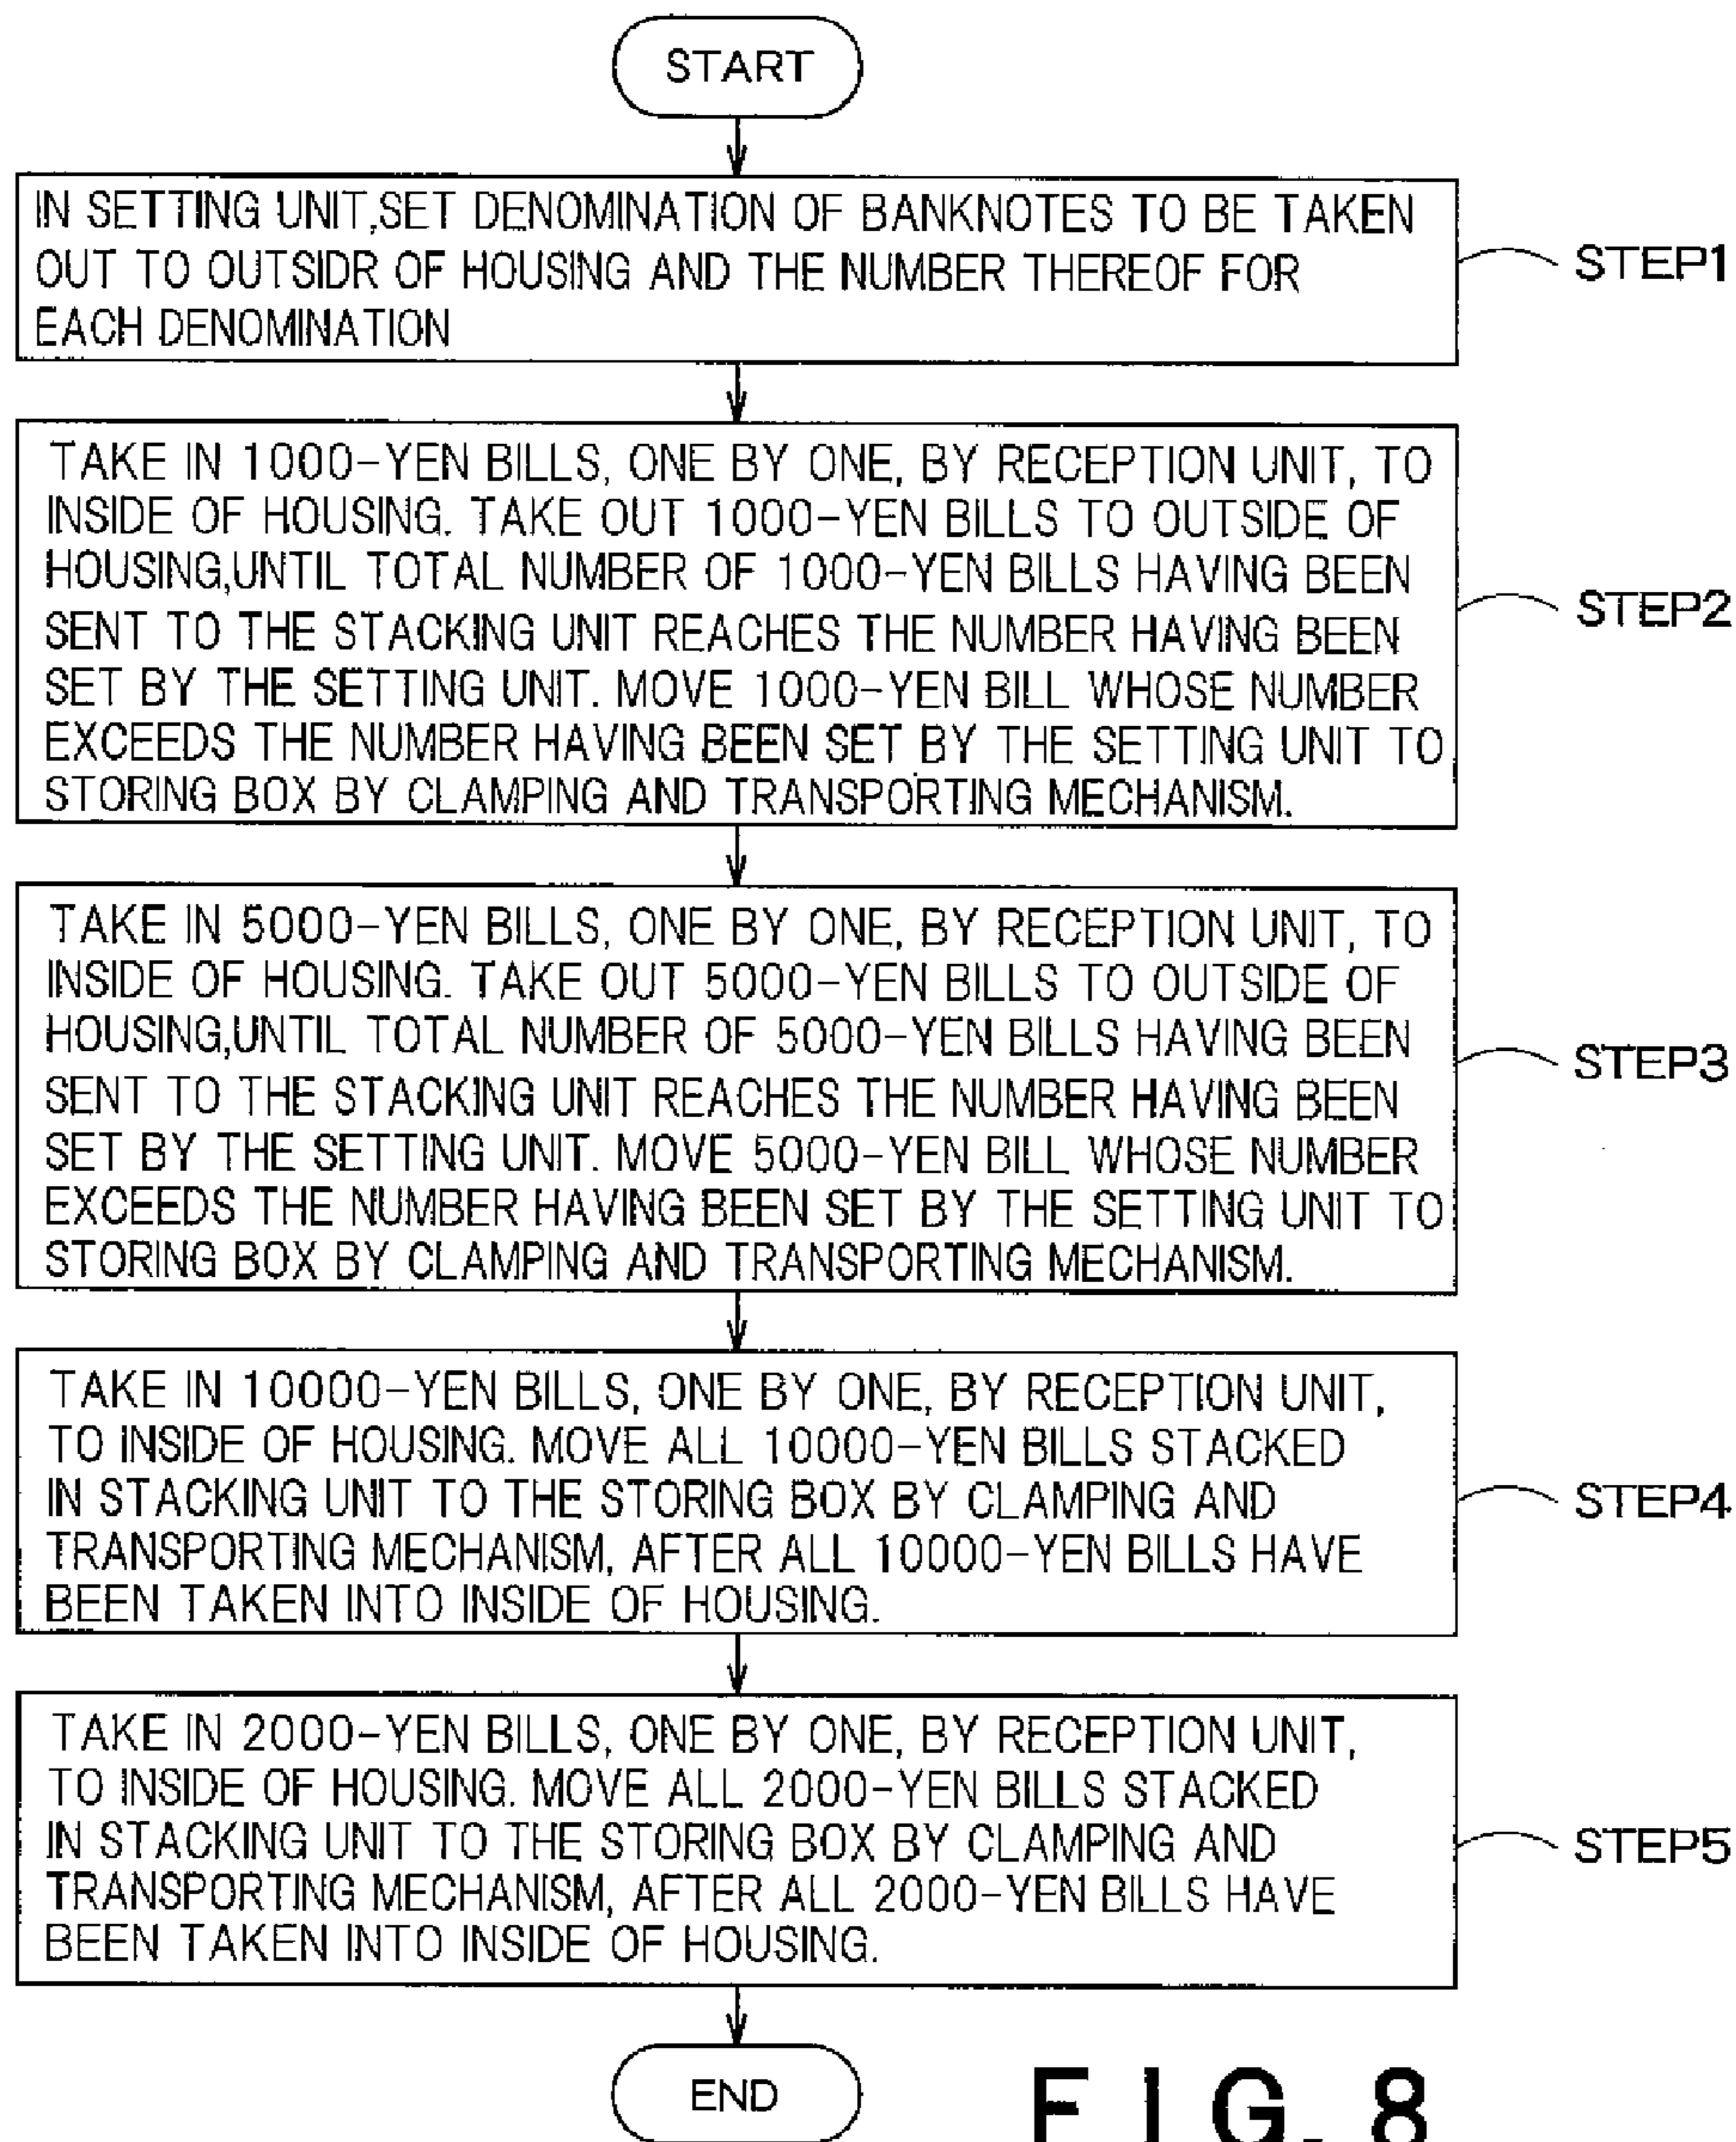 START
IN SETTING UNIT,SET DENOMINATION OF BANKNOTES TO BE TAKEN
OUT TO OUTSIDR OF HOUSING AND THE NUMBER THEREOF FOR
EACH DENOMINATION
STEP1
TAKE IN 1000-YEN BILLS, ONE BY ONE, BY RECEPTION UNIT, TO
INSIDE OF HOUSING. TAKE OUT 1000-YEN BILLS TO OUTSIDE OF
HOUSING,UNTIL TOTAL NUMBER OF 1000-YEN BILLS HAVING BEEN
SENT TO THE STACKING UNIT REACHES THE NUMBER HAVING BEEN
SET BY THE SETTING UNIT. MOVE 1000-YEN BILL WHOSE NUMBER
EXCEEDS THE NUMBER HAVING BEEN SET BY THE SETTING UNIT TO
STORING BOX BY CLAMPING AND TRANSPORTING MECHANISM.
STEP2
TAKE IN 5000-YEN BILLS, ONE BY ONE, BY RECEPTION UNIT, TO
INSIDE OF HOUSING. TAKE OUT 5000-YEN BILLS TO OUTSIDE OF
HOUSING,UNTIL TOTAL NUMBER OF 5000-YEN BILLS HAVING BEEN
SENT TO THE STACKING UNIT REACHES THE NUMBER HAVING BEEN
SET BY THE SETTING UNIT. MOVE 5000-YEN BILL WHOSE NUMBER
EXCEEDS THE NUMBER HAVING BEEN SET BY THE SETTING UNIT TO
STORING BOX BY CLAMPING AND TRANSPORTING MECHANISM.
STEP3
TAKE IN 10000-YEN BILLS, ONE BY ONE, BY RECEPTION UNIT,
TO INSIDE OF HOUSING. MOVE ALL 10000-YEN BILLS STACKED
IN STACKING UNIT TO THE STORING BOX BY CLAMPING AND
TRANSPORTING MECHANISM, AFTER ALL 10000-YEN BILLS HAVE
BEEN TAKEN INTO INSIDE OF HOUSING.
STEP4
TAKE IN 2000-YEN BILLS, ONE BY ONE, BY RECEPTION UNIT,
TO INSIDE OF HOUSING. MOVE ALL 2000-YEN BILLS STACKED
IN STACKING UNIT TO THE STORING BOX BY CLAMPING AND
TRANSPORTING MECHANISM, AFTER ALL 2000-YEN BILLS HAVE
BEEN TAKEN INTO INSIDE OF HOUSING.
STEP5
END
FIG. 8